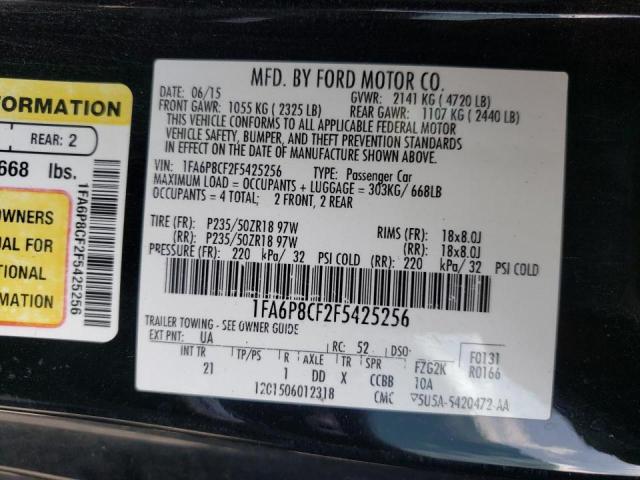 FORMATION
REAR: 2
668 lbs.
OWNERS
UAL FOR
TIONAL
RMATION
1FA6P8CF2F5425256
MFD. BY FORD MOTOR CO.
DATE: 06/15 GVWR: 2141 KG ( 4720 LB)
FRONT GAWR: 1055 KG ( 2325 LB) REAR GAWR: 1107 KG ( 2440 LB)
THIS VEHICLE CONFORMS TO ALL APPLICABLE FEDERAL MOTOR
VEHICLE SAFETY, BUMPER, AND THEFT PREVENTION STANDARDS
IN EFFECT ON THE DATE OF MANUFACTURE SHOWN ABOVE.
VIN: 1FA6P8CF2F5425256 TYPE: Passenger Car
MAXIMUM LOAD = OCCUPANTS + LUGGAGE = 303KG/ 668LB
OCCUPANTS = 4 TOTAL; 2 FRONT, 2 REAR
TIRE (FR): P235/50ZR18 97W RIMS (FR): 18x8.0J
(RR): P235/50ZR18 97W (RR): 18x8.0J
PRESSURE (FR): 220 kPa/ 32 PSI COLD (RR): 220 kPa/ 32 PSI COLD
1FA6P8CF2F5425256
TRAILER TOWING - SEE OWNER GUIDE
EXT PNT: UA RC: 52 DSO: F0131
INT TR TP/PS R AXLE TR SPR FZG2K R0166
21 1 DD X CCBB 10A
12C1506012318 CMC 5U5A-5420472-AA